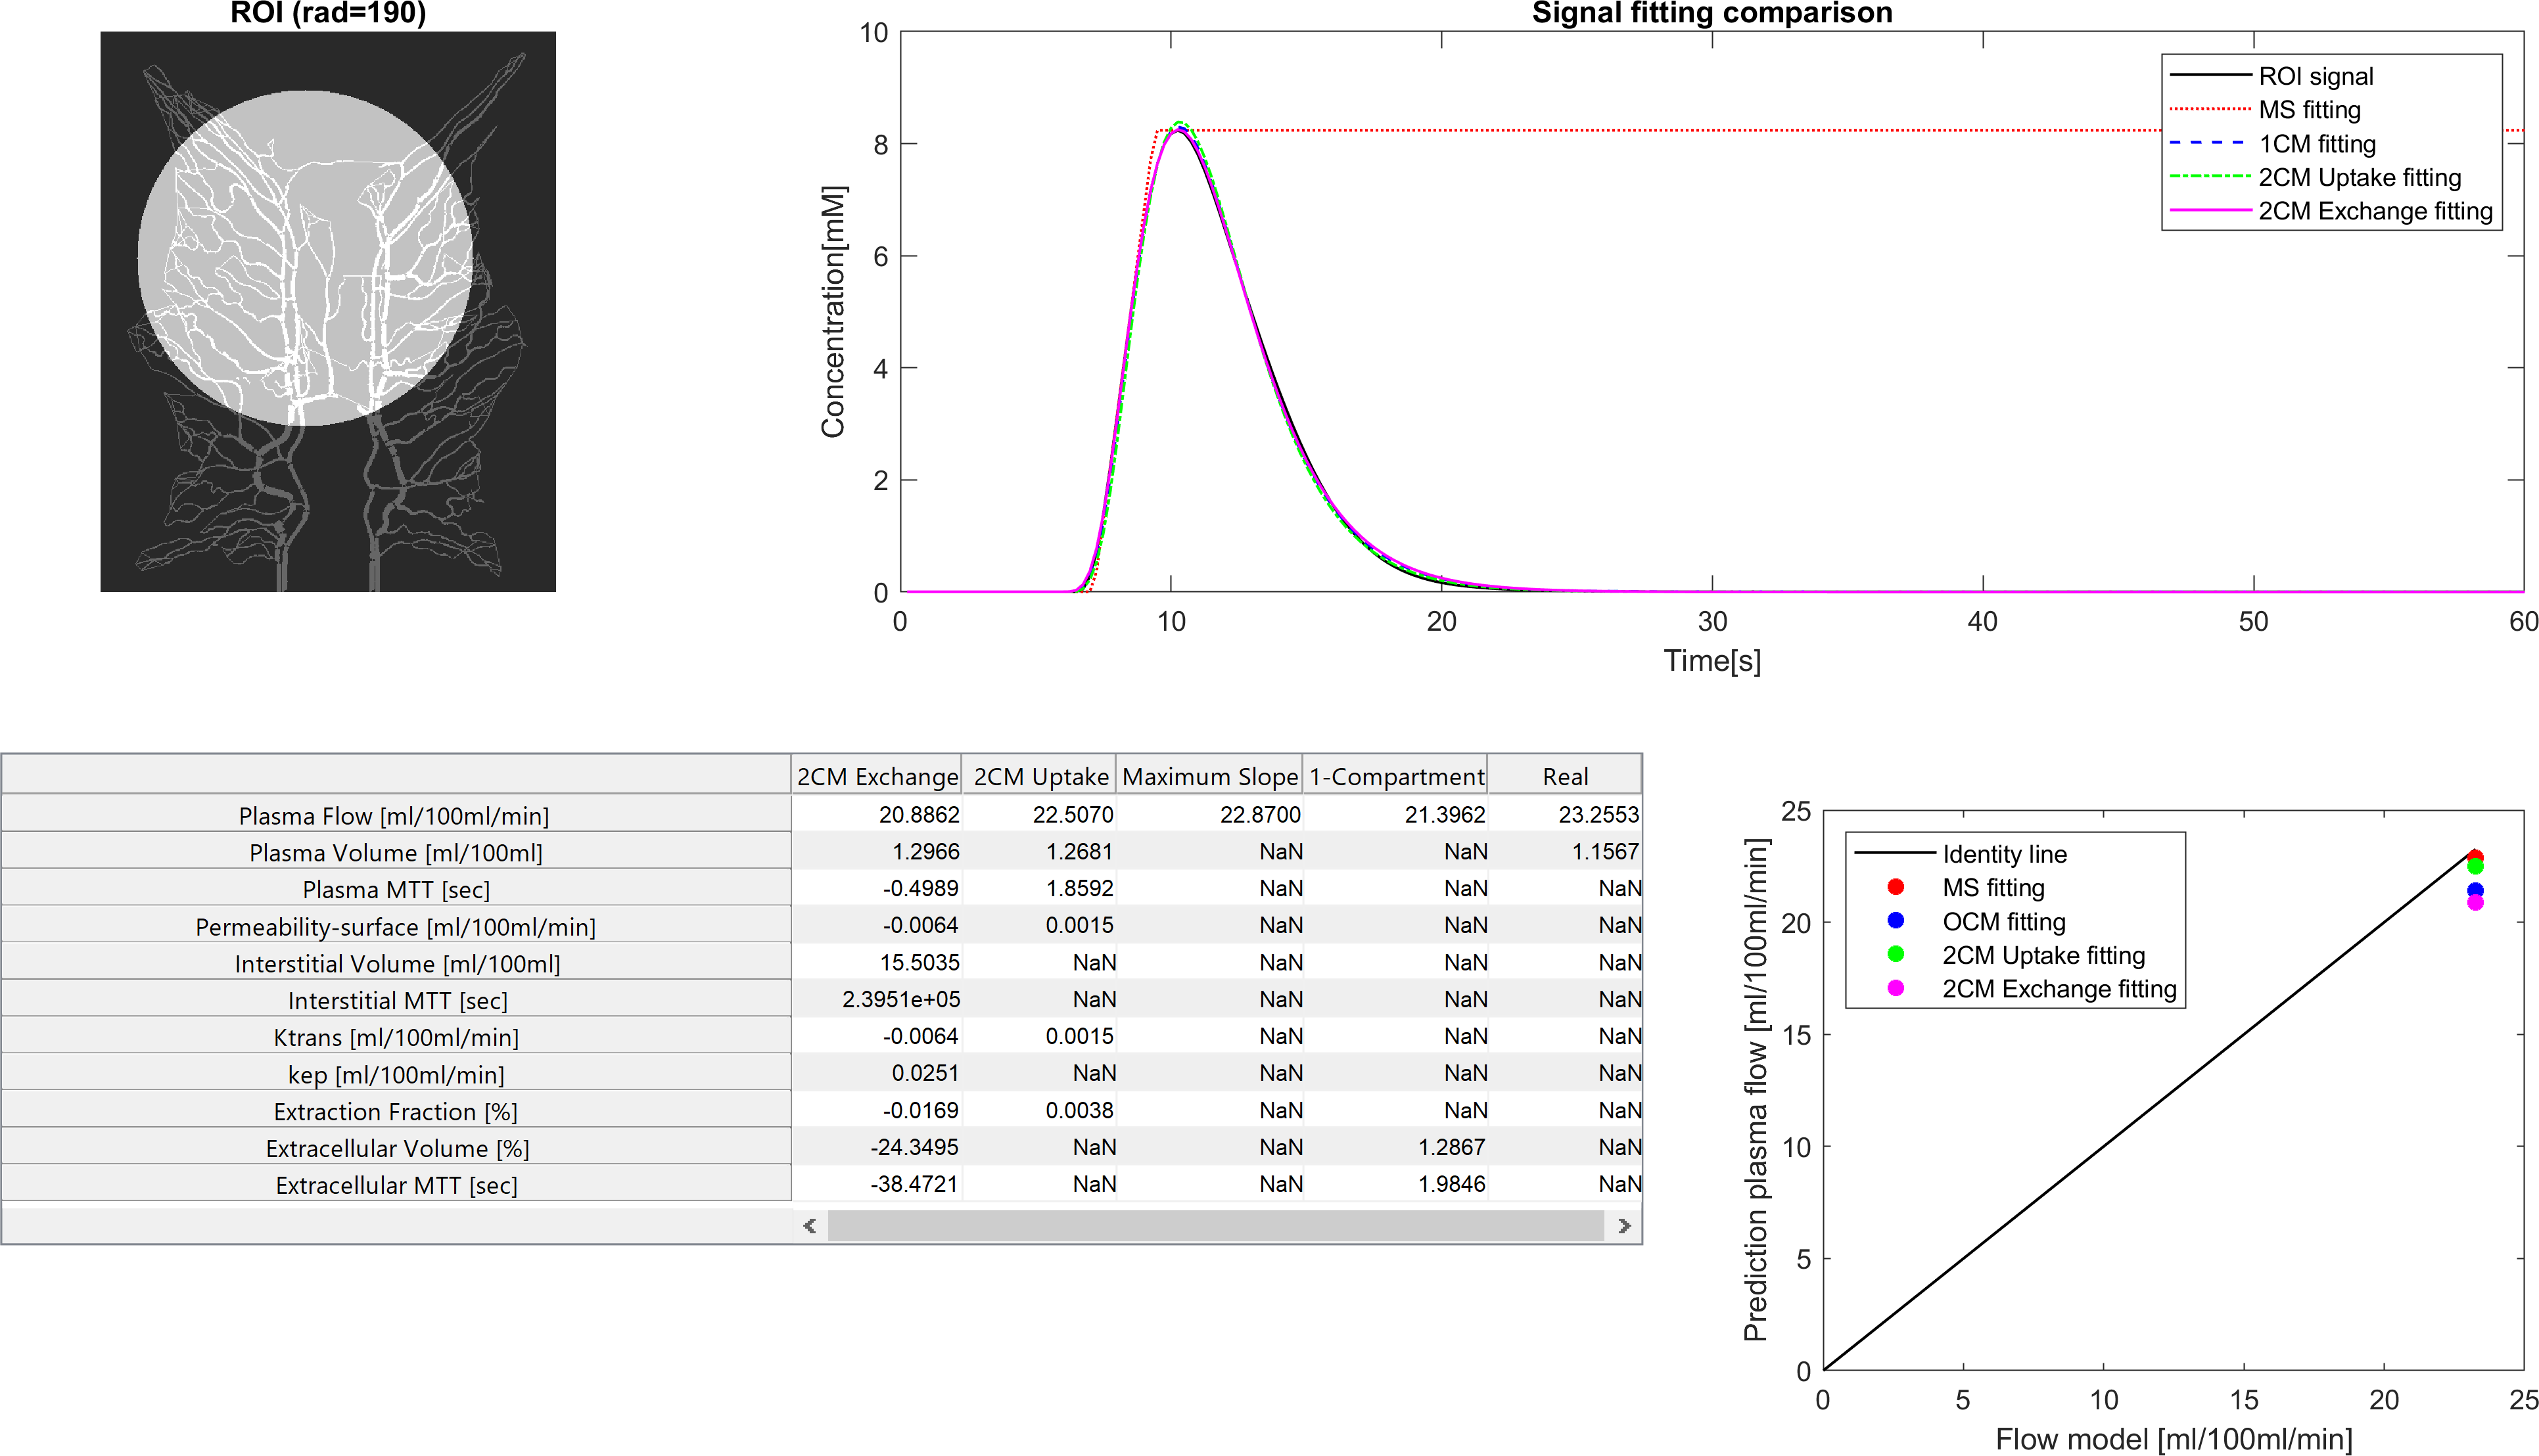 ROI (rad=190)
Signal fitting comparison
10
8
6
4
2
0
Concentration[mM]
0 10 20 30 40 50 60
Time[s]
ROI signal
MS fitting
1CM fitting
2CM Uptake fitting
2CM Exchange fitting
2CM Exchange 2CM Uptake Maximum Slope 1-Compartment Real
Plasma Flow [ml/100ml/min] 20.8862 22.5070 22.8700 21.3962 23.2553
Plasma Volume [ml/100ml] 1.2966 1.2681 NaN NaN 1.1567
Plasma MTT [sec] -0.4989 1.8592 NaN NaN NaN
Permeability-surface [ml/100ml/min] -0.0064 0.0015 NaN NaN NaN
Interstitial Volume [ml/100ml] 15.5035 NaN NaN NaN NaN
Interstitial MTT [sec] 2.3951e+05 NaN NaN NaN NaN
Ktrans [ml/100ml/min] -0.0064 0.0015 NaN NaN NaN
kep [ml/100ml/min] 0.0251 NaN NaN NaN NaN
Extraction Fraction [%] -0.0169 0.0038 NaN NaN NaN
Extracellular Volume [%] -24.3495 NaN NaN 1.2867 NaN
Extracellular MTT [sec] -38.4721 NaN NaN 1.9846 NaN
25
20
15
10
5
0
Prediction plasma flow [ml/100ml/min]
Identity line
MS fitting
OCM fitting
2CM Uptake fitting
2CM Exchange fitting
0 5 10 15 20 25
Flow model [ml/100ml/min]